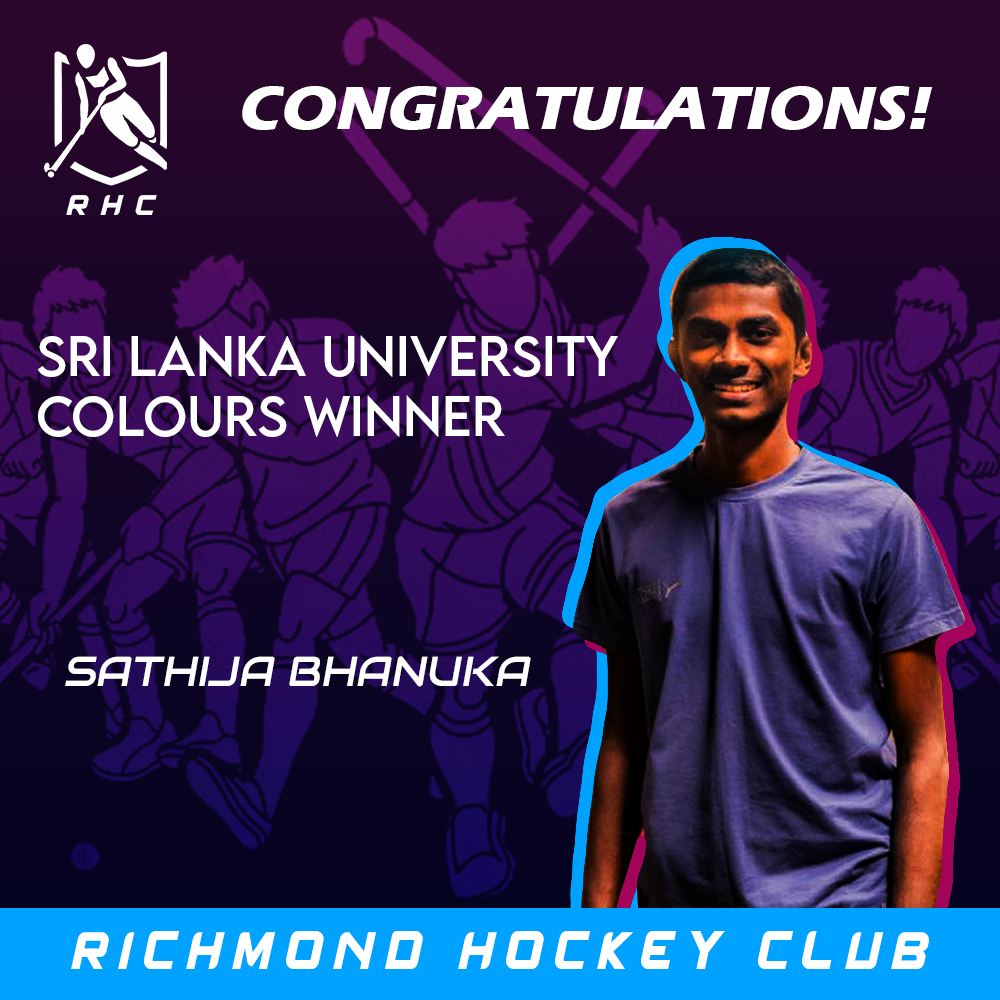 RHC
CONGRATULATIONS!
SRI LANKA UNIVERSITY
COLOURS WINNER
SATHIJA BHANUKA
RICHMOND HOCKEY CLUB